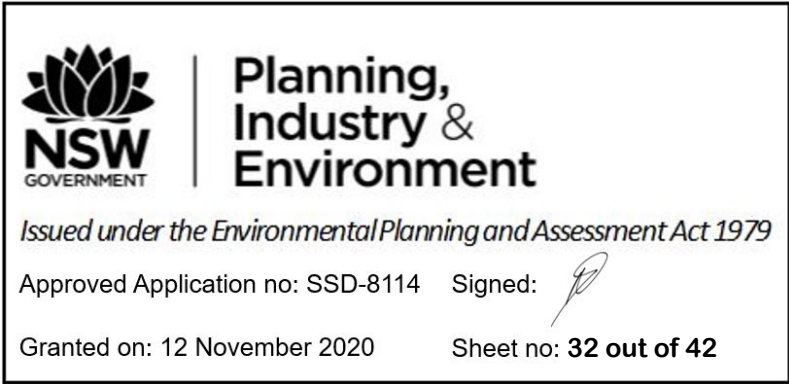 NSW
GOVERNMENT
Planning,
Industry &
Environment
Issued under the Environmental Planning and Assessment Act 1979
Approved Application no: SSD-8114 Signed:
Granted on: 12 November 2020 Sheet no: 32 out of 42